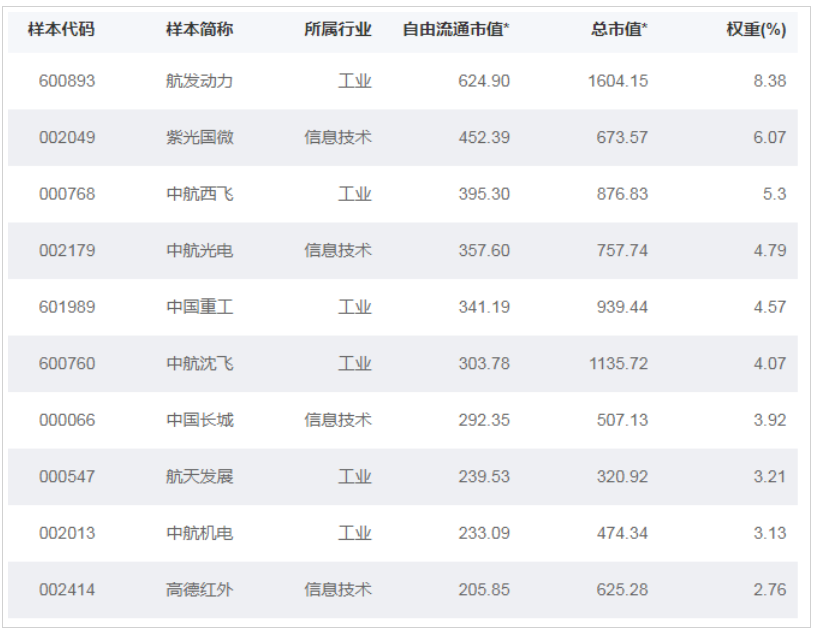 样本代码 样本简称 所属行业 自由流通市值* 总市值* 权重(%)
600893 航发动力 工业 624.90 1604.15 8.38
002049 紫光国微 信息技术 452.39 673.57 6.07
000768 中航西飞 工业 395.30 876.83 5.3
002179 中航光电 信息技术 357.60 757.74 4.79
601989 中国重工 工业 341.19 939.44 4.57
600760 中航沈飞 工业 303.78 1135.72 4.07
000066 中国长城 信息技术 292.35 507.13 3.92
000547 航天发展 工业 239.53 320.92 3.21
002013 中航机电 工业 233.09 474.34 3.13
002414 高德红外 信息技术 205.85 625.28 2.76